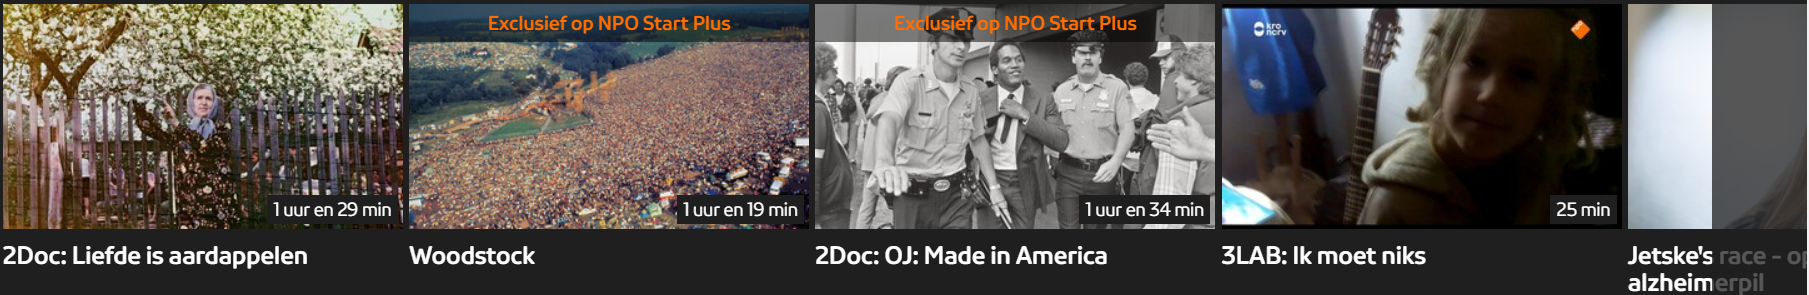 Exclusief op NPO Start Plus
Exclusief op NPO Start Plus
kro
ncrv
1 uur en 29 min
1 uur en 19 min
1 uur en 34 min
25 min
2Doc: Liefde is aardappelen
Woodstock
2Doc: OJ: Made in America
3LAB: Ik moet niks
Jetske's race - op
alzheimerpil